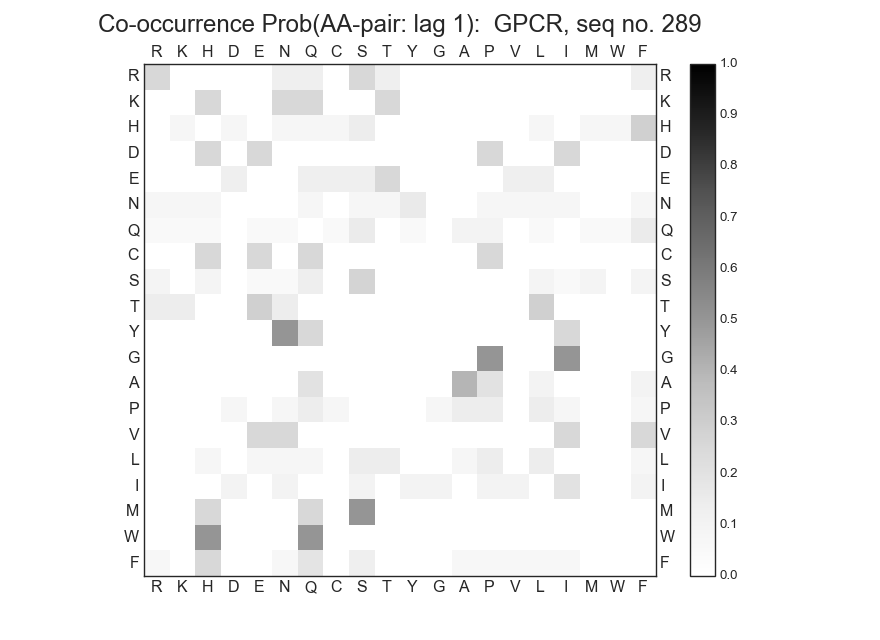 Co-occurrence Prob(AA-pair: lag 1):  GPCR, seq no. 289
R K H D E N Q C S T Y G A P V L I M W F
R R 1.0
K K 0.9
H H
D D 0.8
E E 0.7
N N
Q Q 0.6
C C
S S 0.5
T T
Y Y
G G 0.4
A A
P P 0.3
V V
L L 0.2
I I
M M 0.1
W W
F F 0.0
R K H D E N Q C S T Y G A P V L I M W F